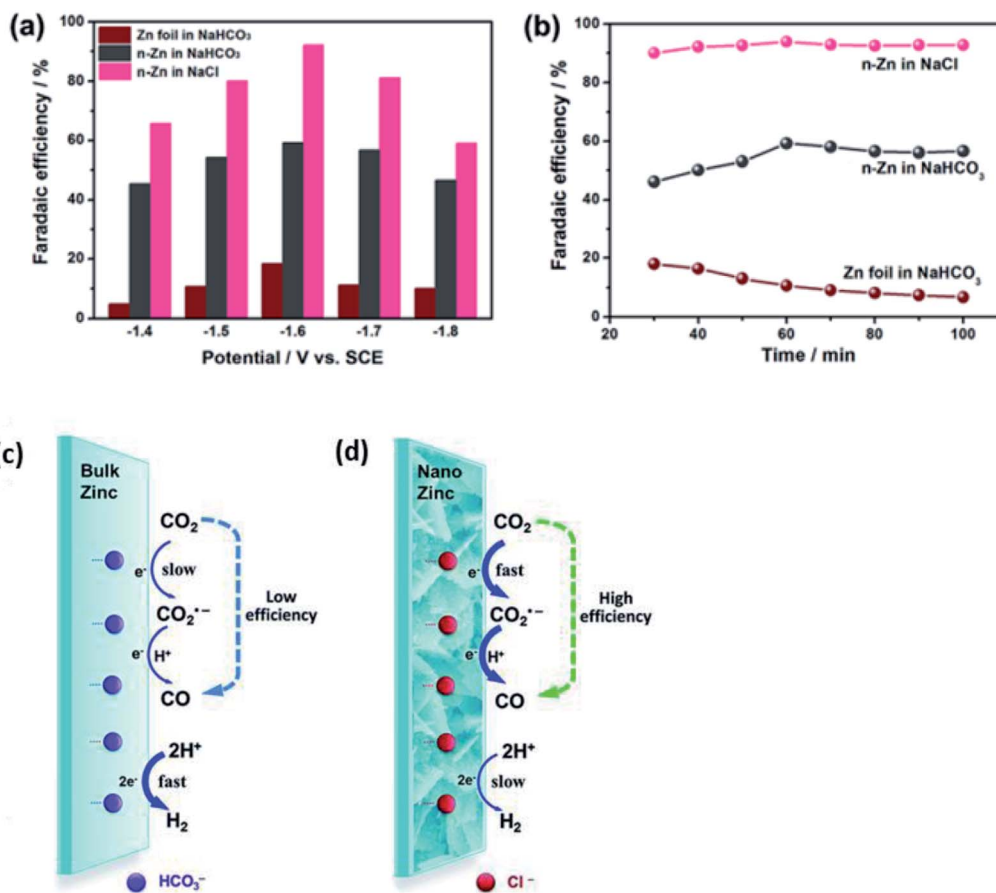 (a)
Zn foil in NaHCO₃
n-Zn in NaHCO₃
n-Zn in NaCl
Faradaic efficiency / %
100
80
60
40
20
0
-1.4
-1.5
-1.6
-1.7
-1.8
Potential / V vs. SCE
(b)
n-Zn in NaCl
n-Zn in NaHCO₃
Zn foil in NaHCO₃
Faradaic efficiency / %
100
80
60
40
20
0
20
40
60
80
100
Time / min
(c)
Bulk
Zinc
CO₂
e⁻
slow
CO₂•−
e⁻
H⁺
CO
Low
efficiency
2H⁺
2e⁻
fast
H₂
HCO₃⁻
(d)
Nano
Zinc
CO₂
e⁻
fast
CO₂•−
e⁻
H⁺
CO
High
efficiency
2H⁺
2e⁻
slow
H₂
Cl⁻